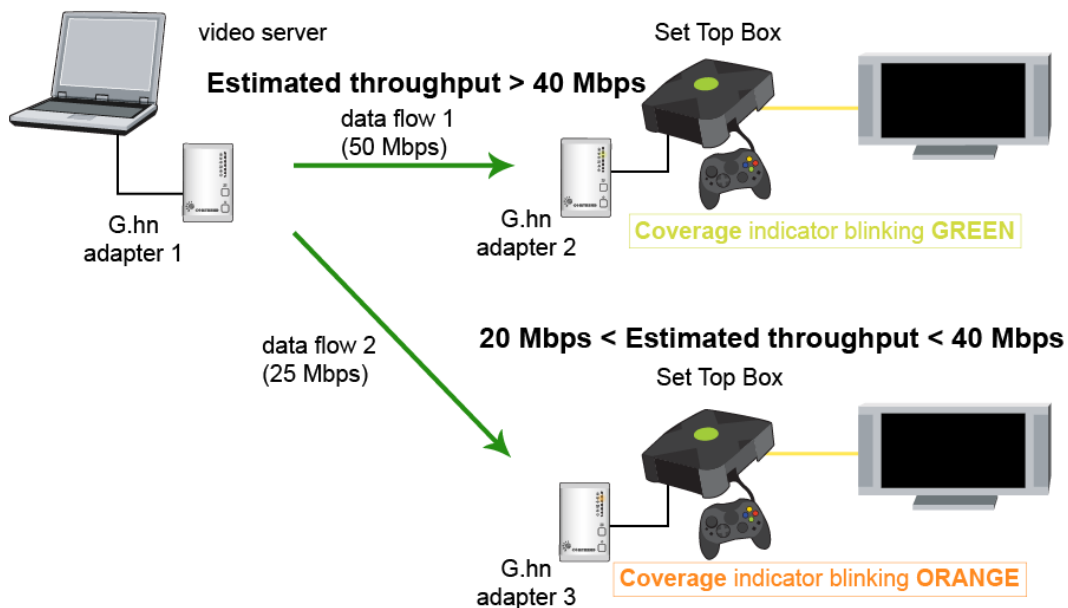 video server
Set Top Box
Estimated throughput > 40 Mbps
data flow 1
(50 Mbps)
G.hn
adapter 1
G.hn
adapter 2
Coverage indicator blinking GREEN
data flow 2
(25 Mbps)
20 Mbps < Estimated throughput < 40 Mbps
Set Top Box
G.hn
adapter 3
Coverage indicator blinking ORANGE